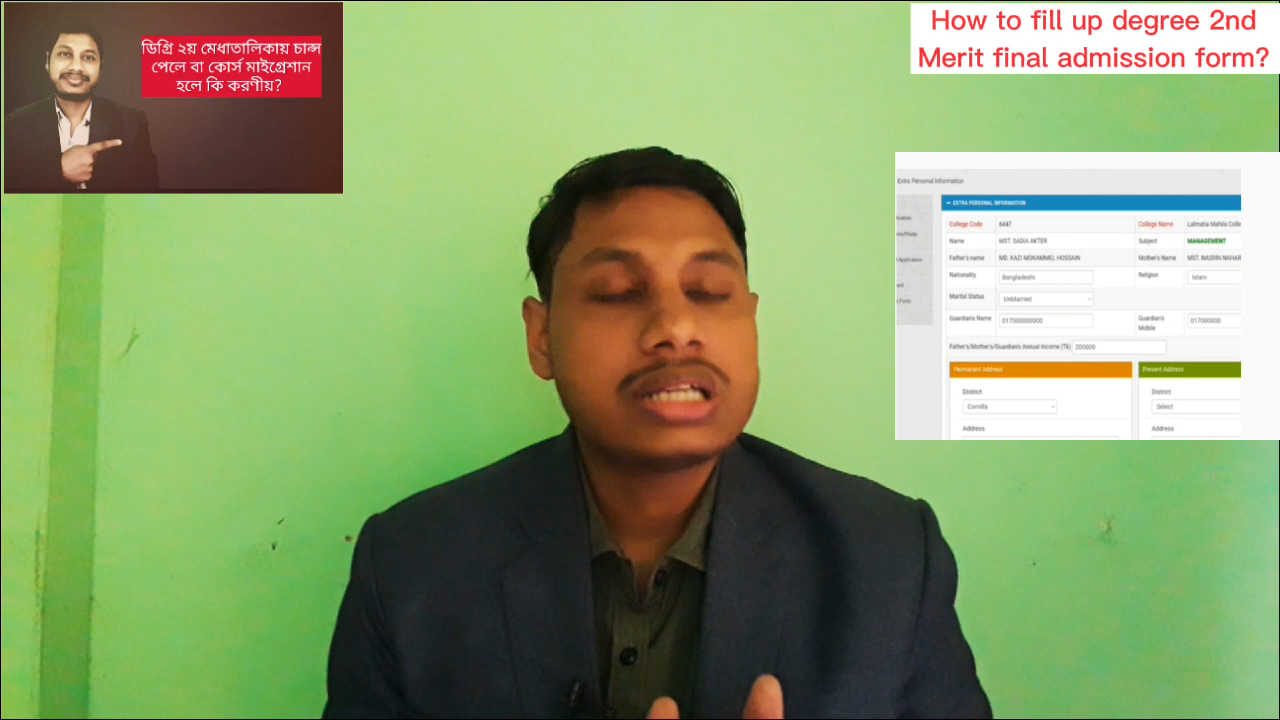 ডিগ্রি ২য় মেধাতালিকায় চান্স
পেলে বা কোর্স মাইগ্রেশান
হলে কি করণীয়?
How to fill up degree 2nd
Merit final admission form?
Extra Personal Information
EXTRA PERSONAL INFORMATION
College Code 6447 College Name Lalmatia Mahila Colle
Name MST. SADIA AKTER Subject MANAGEMENT
Father's name MD. KAZI MOKAMMEL HOSSAIN Mother's Name MST. NASRIN NAHAR
Nationality Bangladeshi Religion Islam
Marital Status UnMarried
Guardian's Name 017000000000 Guardian's Mobile 017000000
Father's/Mother's/Guardian's Annual Income (Tk) 200000
Permanent Address Present Address
District District
Comilla Select
Address Address